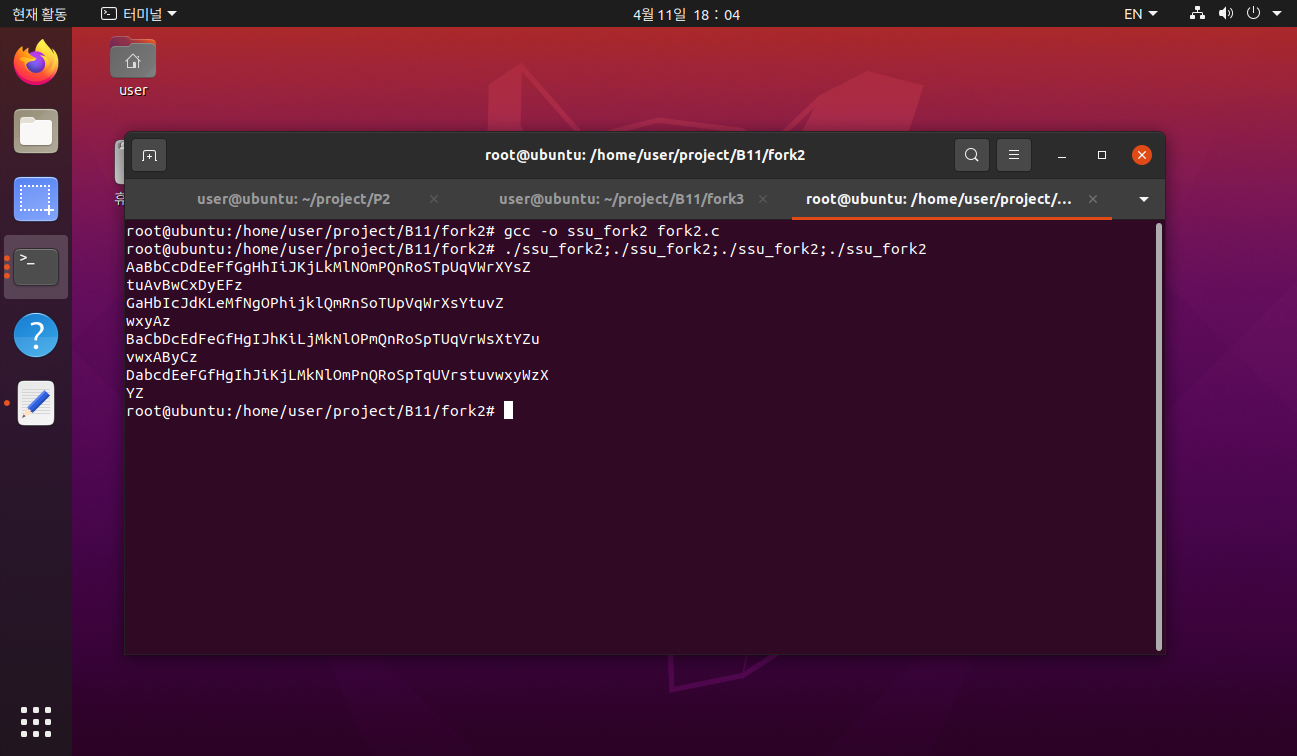 현재 활동
터미널
4월 11일 18 : 04
EN
user
root@ubuntu: /home/user/project/B11/fork2
user@ubuntu: ~/project/P2
user@ubuntu: ~/project/B11/fork3
root@ubuntu: /home/user/project/...
root@ubuntu:/home/user/project/B11/fork2# gcc -o ssu_fork2 fork2.c
root@ubuntu:/home/user/project/B11/fork2# ./ssu_fork2;./ssu_fork2;./ssu_fork2;./ssu_fork2
AaBbCcDdEeFfGgHhIiJKjLkMlNOmPQnRoSTpUqVWrXYsZ
tuAvBwCxDyEFz
GaHbIcJdKLeMfNgOPhijklQmRnSoTUpVqWrXsYtuvZ
wxyAz
BaCbDcEdFeGfHgIJhKiLjMkNlOPmQnRoSpTUqVrWsXtYZu
vwxAByCz
DabcdEeFGfHgIhJiKjLMkNlOmPnQRoSpTqUVrstuvwxyWzX
YZ
root@ubuntu:/home/user/project/B11/fork2#